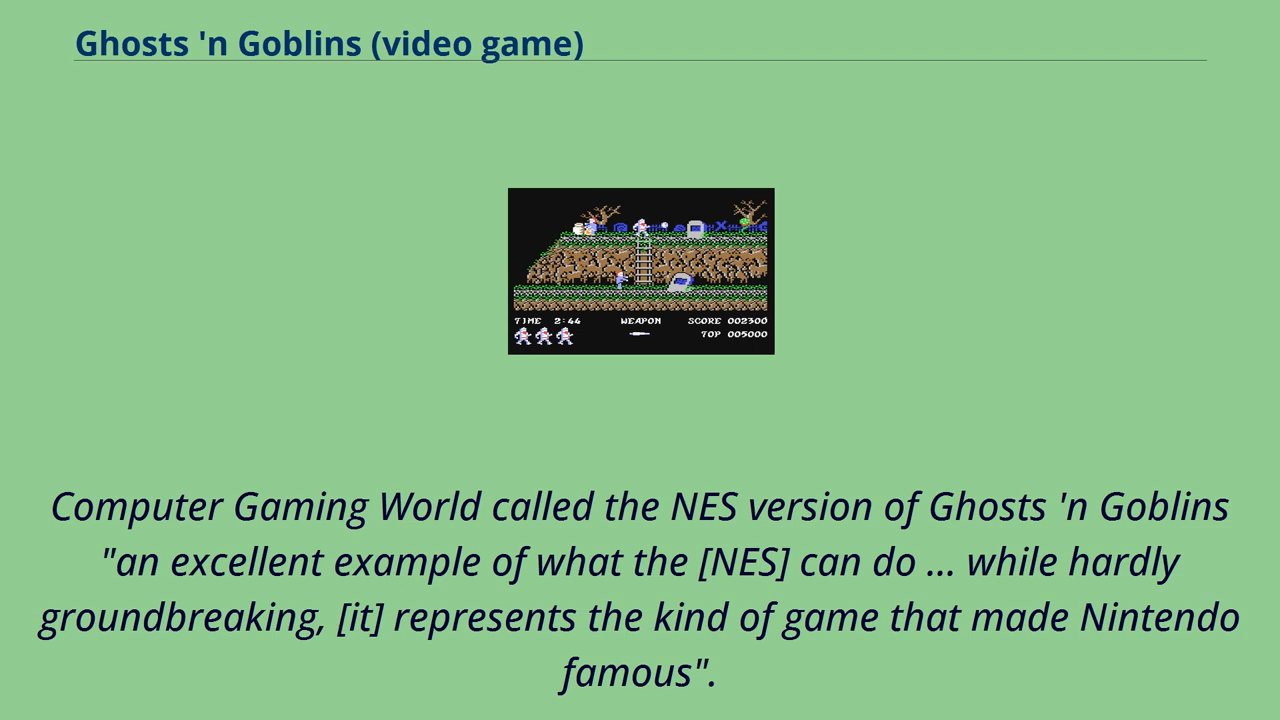 Ghosts 'n Goblins (video game)
TIME 2:44 WEAPON SCORE 002300
TOP 005000
Computer Gaming World called the NES version of Ghosts 'n Goblins
"an excellent example of what the [NES] can do ... while hardly
groundbreaking, [it] represents the kind of game that made Nintendo
famous".